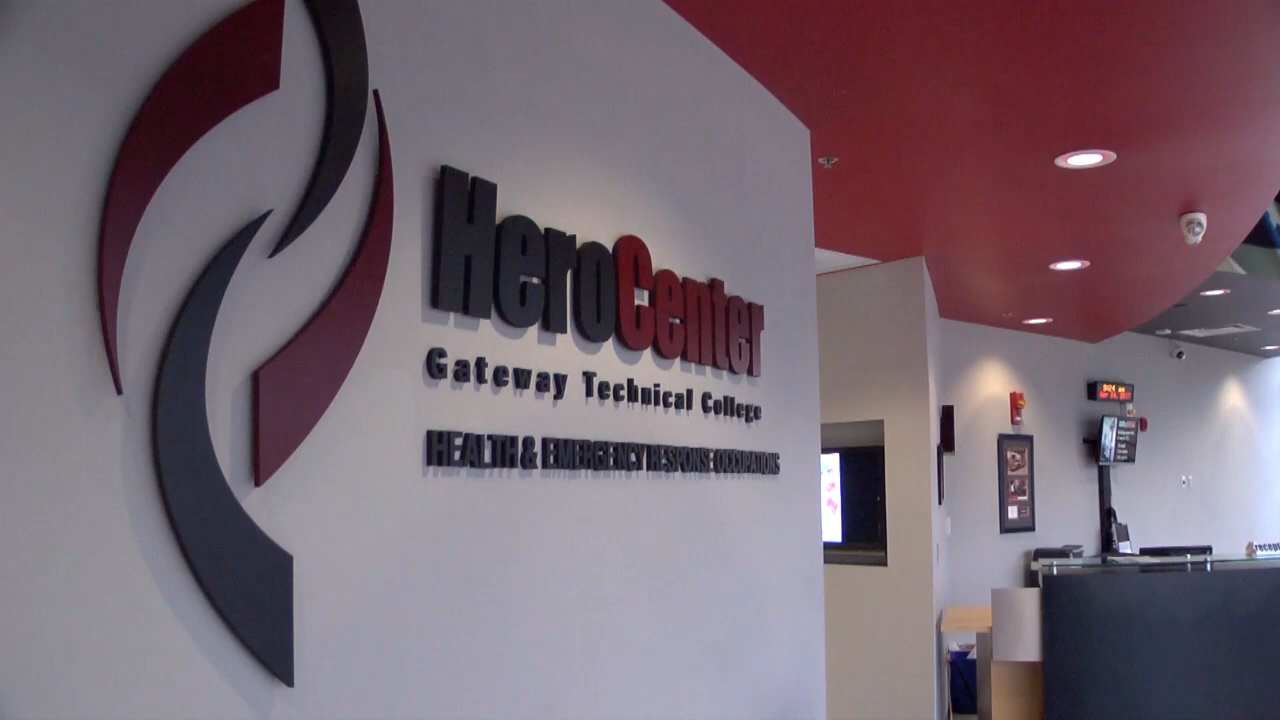 HeroCenter
Gateway Technical College
HEALTH & EMERGENCY RESPONSE OCCUPATIONS